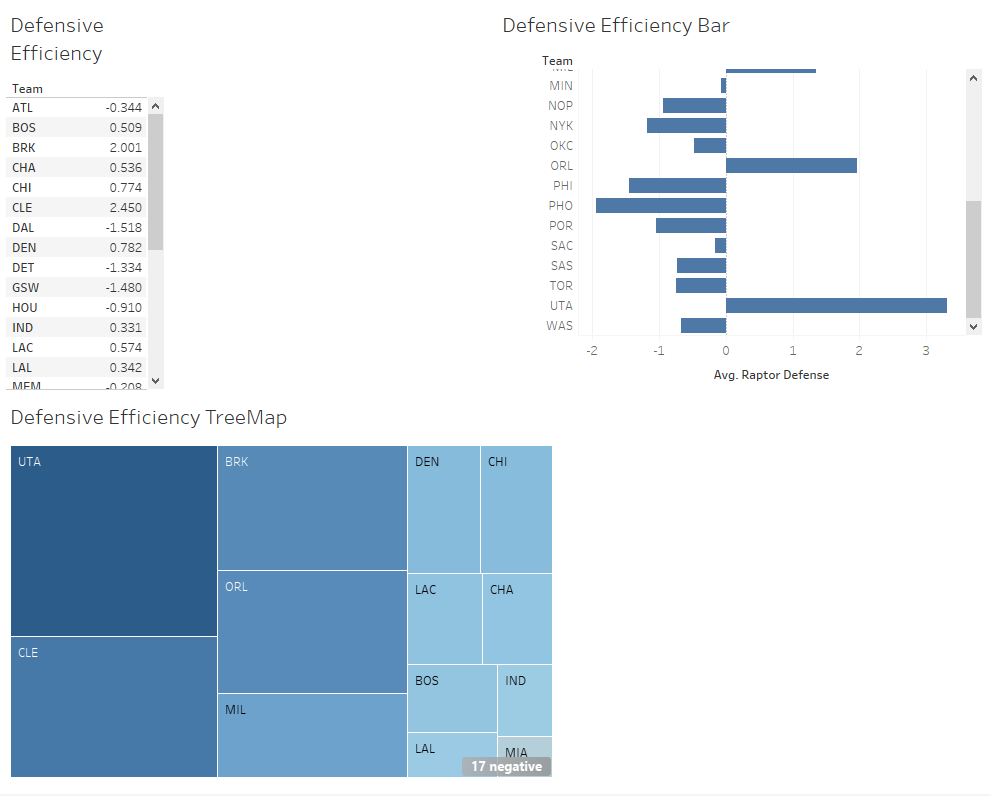 Defensive
Efficiency
Team
ATL -0.344
BOS 0.509
BRK 2.001
CHA 0.536
CHI 0.774
CLE 2.450
DAL -1.518
DEN 0.782
DET -1.334
GSW -1.480
HOU -0.910
IND 0.331
LAC 0.574
LAL 0.342
MEM -0.208
Defensive Efficiency Bar
Team
MIL
MIN
NOP
NYK
OKC
ORL
PHI
PHO
POR
SAC
SAS
TOR
UTA
WAS
-2 -1 0 1 2 3
Avg. Raptor Defense
Defensive Efficiency TreeMap
UTA
BRK
DEN
CHI
ORL
LAC
CHA
CLE
BOS
IND
MIL
LAL
MIA
17 negative